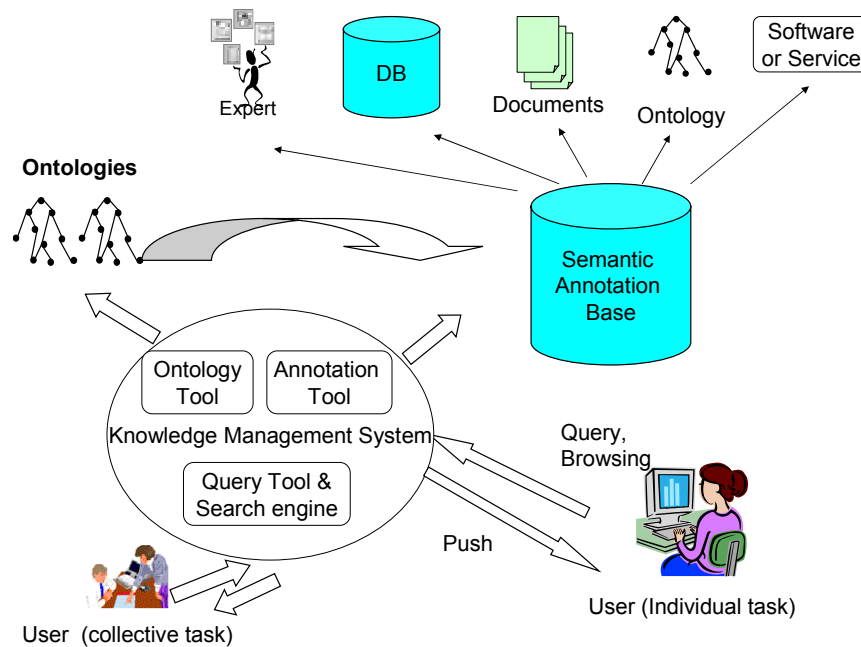 Software
or Service
DB
Expert
Documents
Ontology
Ontologies
Semantic
Annotation
Base
Ontology
Tool
Annotation
Tool
Knowledge Management System
Query,
Browsing
Query Tool &
Search engine
Push
User (Individual task)
User (collective task)